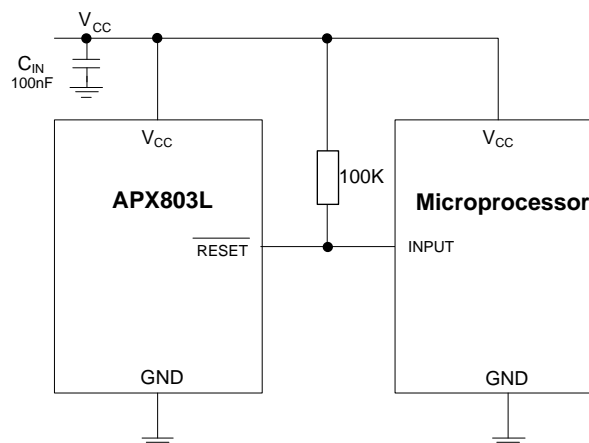 VCC
CIN
100nF
VCC
VCC
APX803L
100K
Microprocessor
RESET
INPUT
GND
GND